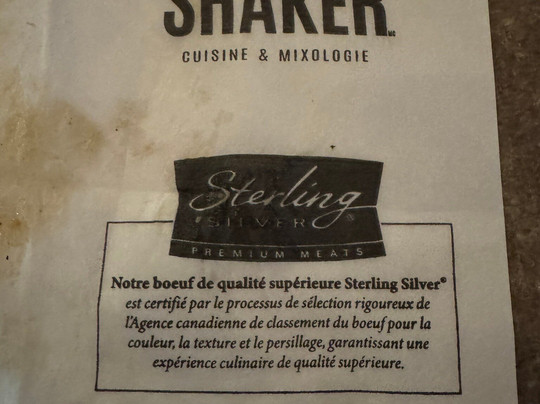 SHAKER MC
CUISINE & MIXOLOGIE
Sterling
SILVER®
PREMIUM MEATS
Notre boeuf de qualité supérieure Sterling Silver®
est certifié par le processus de sélection rigoureux de
l'Agence canadienne de classement du boeuf pour la
couleur, la texture et le persillage, garantissant une
expérience culinaire de qualité supérieure.